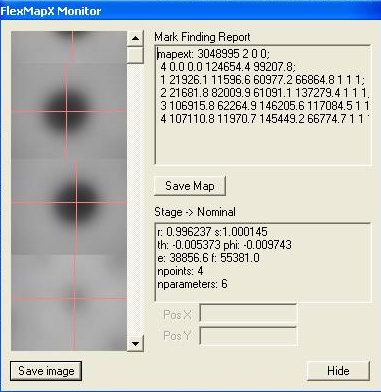 FlexMapX Monitor
Mark Finding Report
mapext: 3048995 2 0 0;
4 0.0 0.0 124654.4 99207.8;
1 21926.1 11596.6 60977.2 66864.8 1 1 1;
2 21681.8 82009.9 61091.1 137279.4 1 1 1
3 106915.8 62264.9 146205.6 117084.5 1 1
4 107110.8 11970.7 145449.2 66774.7 1 1
Save Map
Stage -> Nominal
r: 0.996237 s:1.000145
th: -0.005373 phi: -0.009743
e: 38856.6 f: 55381.0
npoints: 4
nparameters: 6
Pos X
Pos Y
Save image
Hide